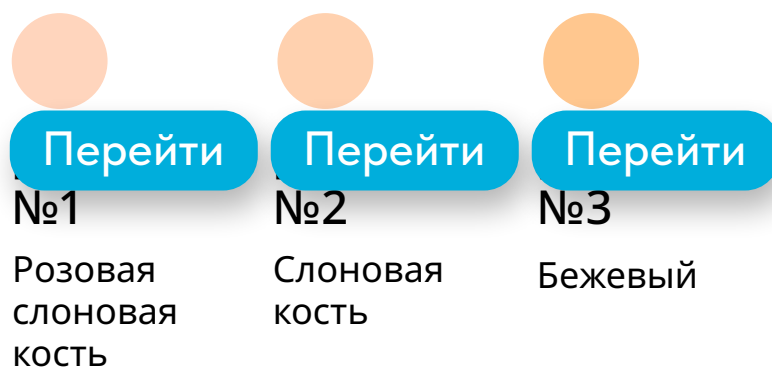 Перейти Перейти Перейти
№1 №2 №3
Розовая
слоновая
кость
Слоновая
кость
Бежевый